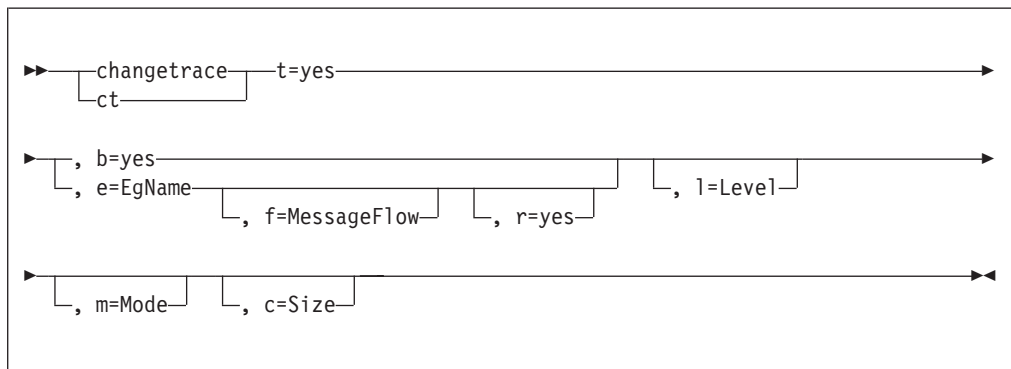 changetrace t=yes
ct
, b=yes
, e=EgName , l=Level
, f=MessageFlow , r=yes
, m=Mode , c=Size